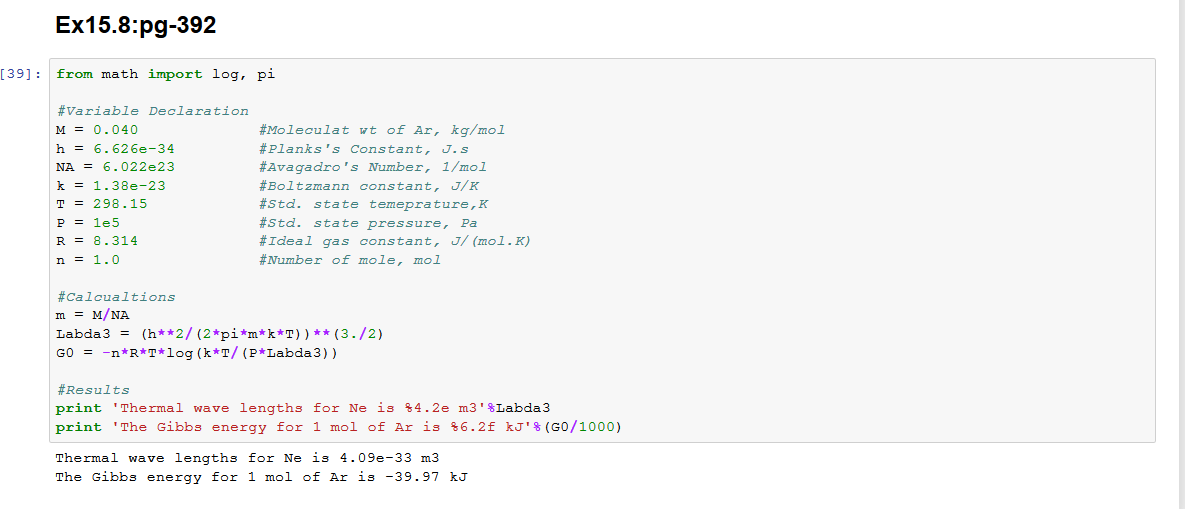 Ex15.8:pg-392
[39]:
from math import log, pi
#Variable Declaration
M = 0.040 #Moleculat wt of Ar, kg/mol
h = 6.626e-34 #Planks's Constant, J.s
NA = 6.022e23 #Avagadro's Number, 1/mol
k = 1.38e-23 #Boltzmann constant, J/K
T = 298.15 #Std. state temeprature,K
P = 1e5 #Std. state pressure, Pa
R = 8.314 #Ideal gas constant, J/(mol.K)
n = 1.0 #Number of mole, mol
#Calcualtions
m = M/NA
Labda3 = (h**2/(2*pi*m*k*T))**(3./2)
G0 = -n*R*T*log(k*T/(P*Labda3))
#Results
print 'Thermal wave lengths for Ne is %4.2e m3'%Labda3
print 'The Gibbs energy for 1 mol of Ar is %6.2f kJ'%(G0/1000)
Thermal wave lengths for Ne is 4.09e-33 m3
The Gibbs energy for 1 mol of Ar is -39.97 kJ